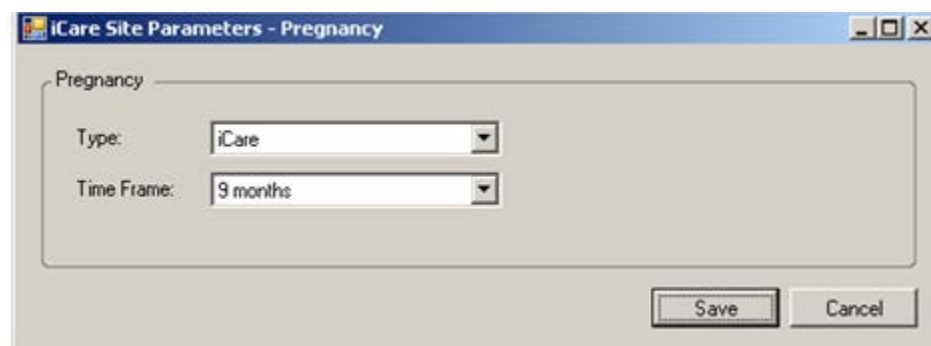 iCare Site Parameters - Pregnancy
Pregnancy
Type: iCare
Time Frame: 9 months
Save Cancel